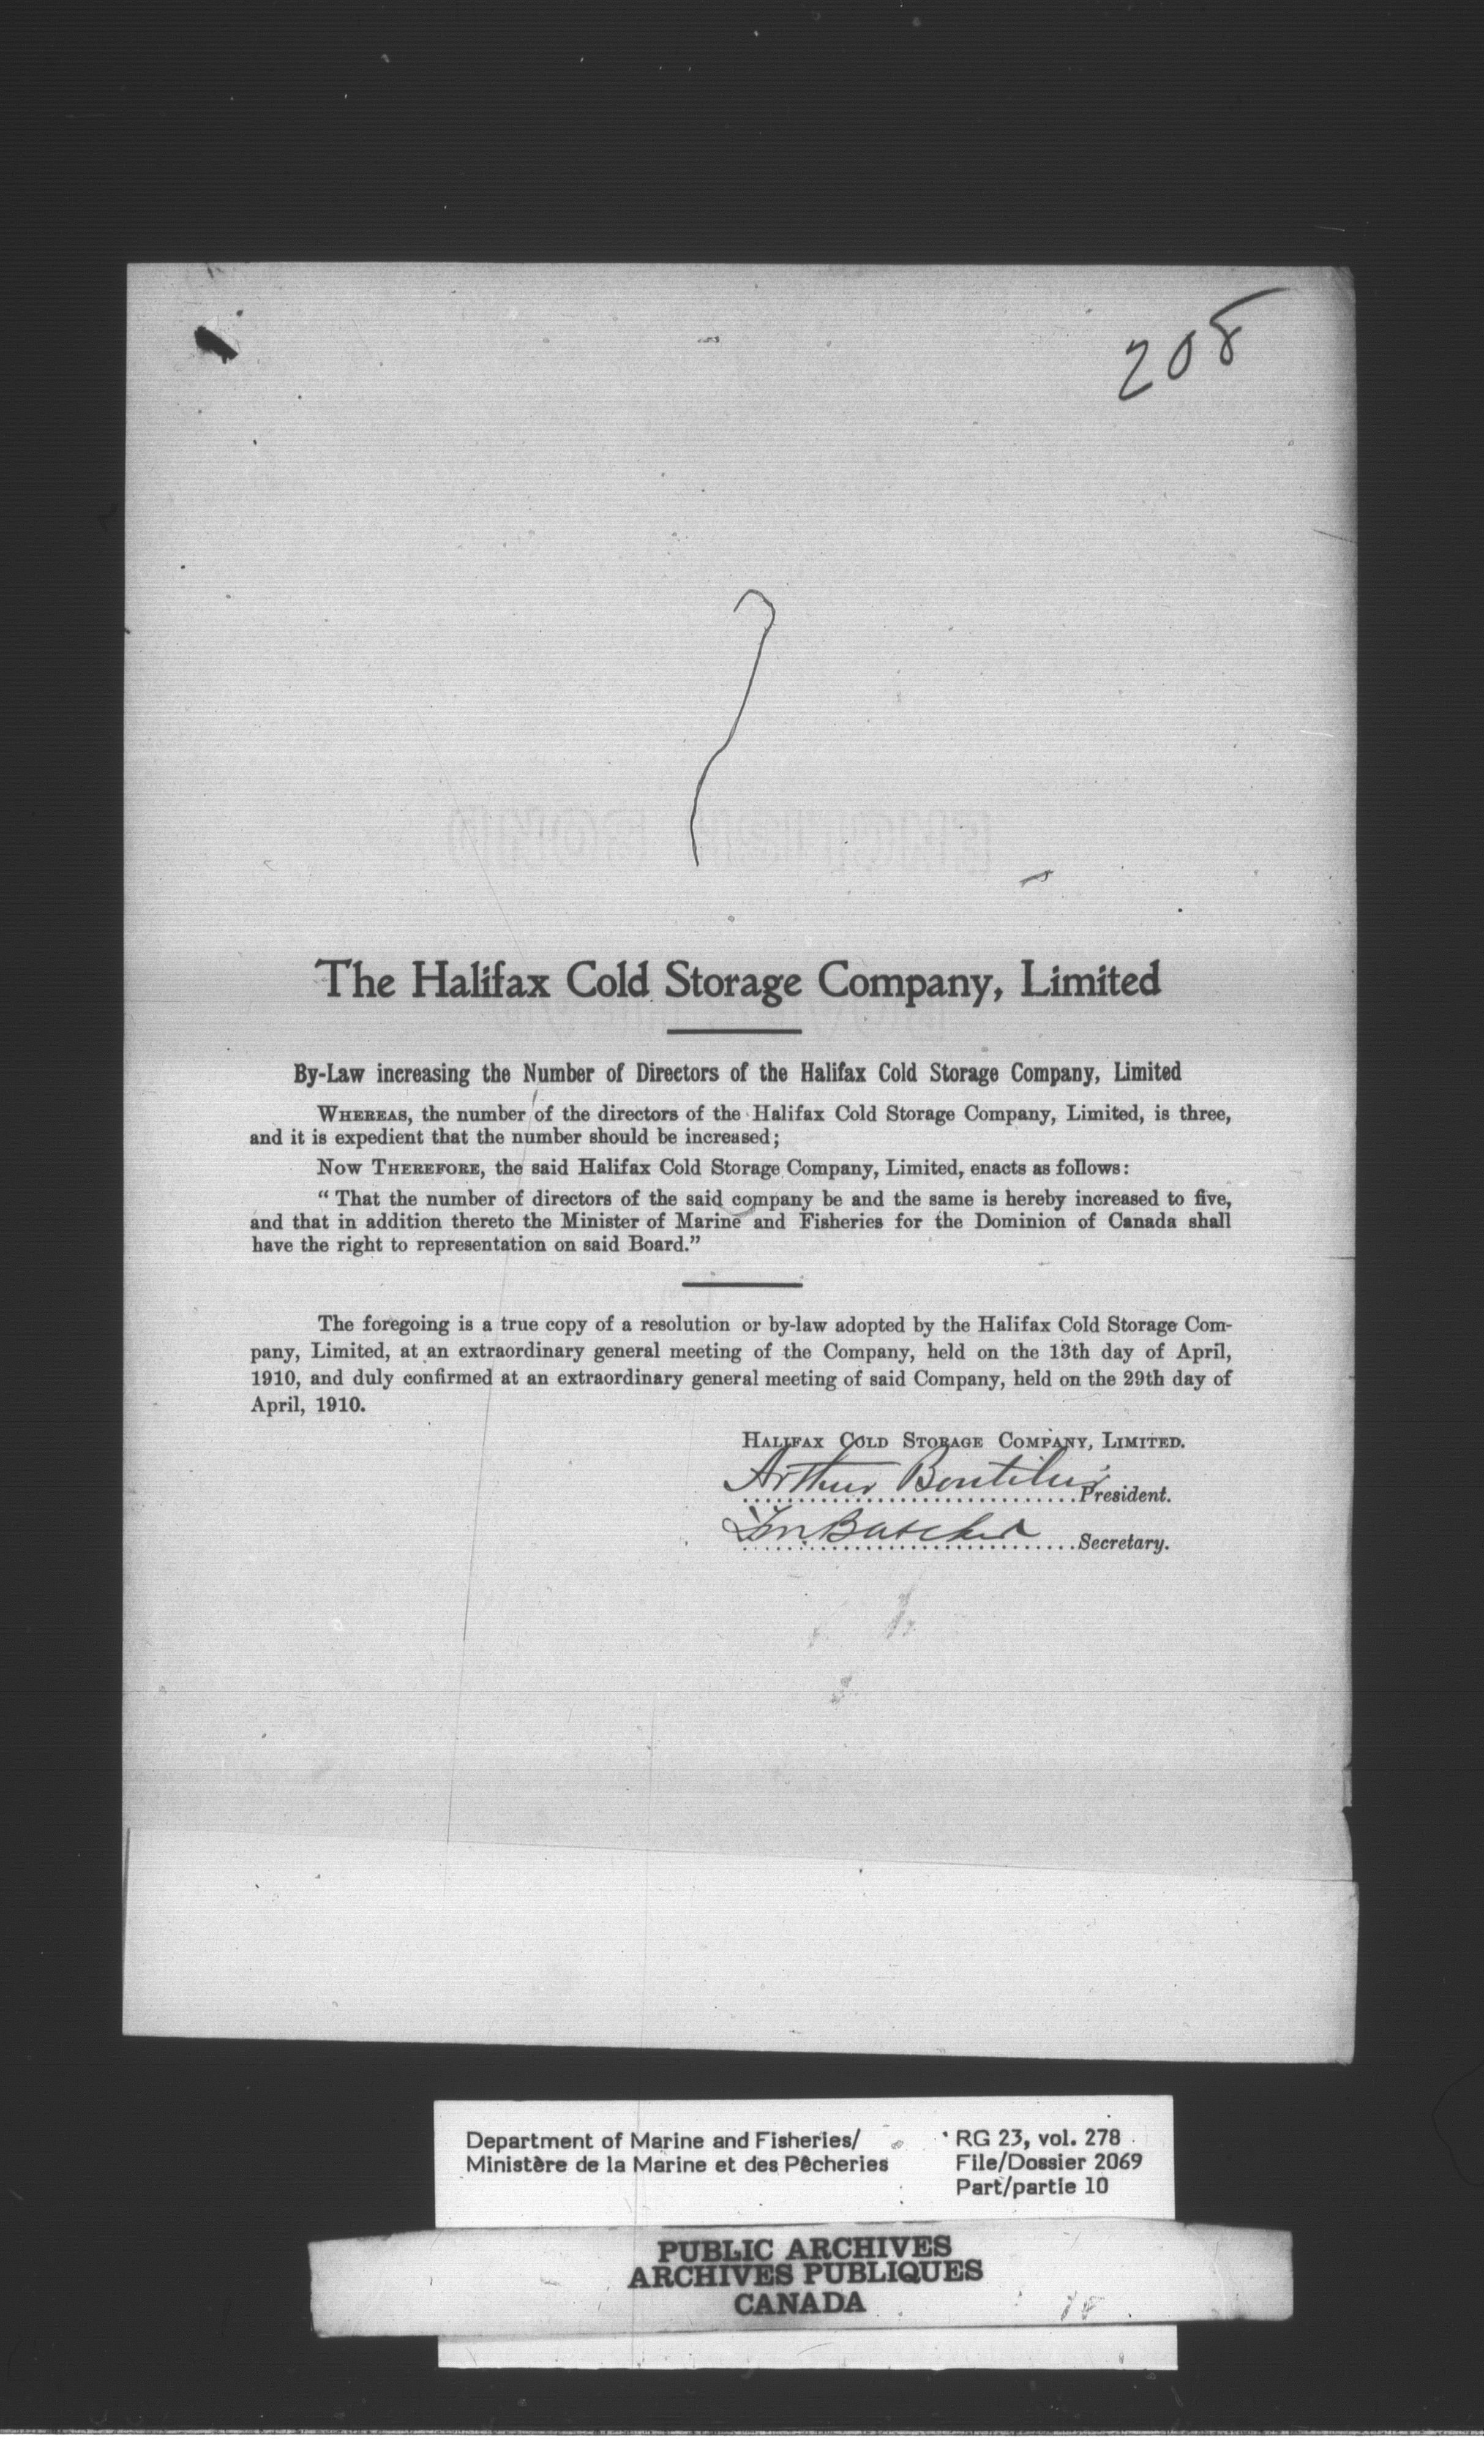 208
The Halifax Cold Storage Company, Limited
By-Law increasing the Number of Directors of the Halifax Cold Storage Company, Limited
WHEREAS, the number of the directors of the Halifax Cold Storage Company, Limited, is three,
and it is expedient that the number should be increased;
NOW THEREFORE, the said Halifax Cold Storage Company, Limited, enacts as follows:
"That the number of directors of the said company be and the same is hereby increased to five,
and that in addition thereto the Minister of Marine and Fisheries for the Dominion of Canada shall
have the right to representation on said Board."
The foregoing is a true copy of a resolution or by-law adopted by the Halifax Cold Storage Com-
pany, Limited, at an extraordinary general meeting of the Company, held on the 13th day of April,
1910, and duly confirmed at an extraordinary general meeting of said Company, held on the 29th day of
April, 1910.
HALIFAX COLD STORAGE COMPANY, LIMITED.
Arthur Boutilier President.
Secretary.
Department of Marine and Fisheries/
Ministère de la Marine et des Pêcheries
RG 23, vol. 278
File/Dossier 2069
Part/partie 10
PUBLIC ARCHIVES
ARCHIVES PUBLIQUES
CANADA